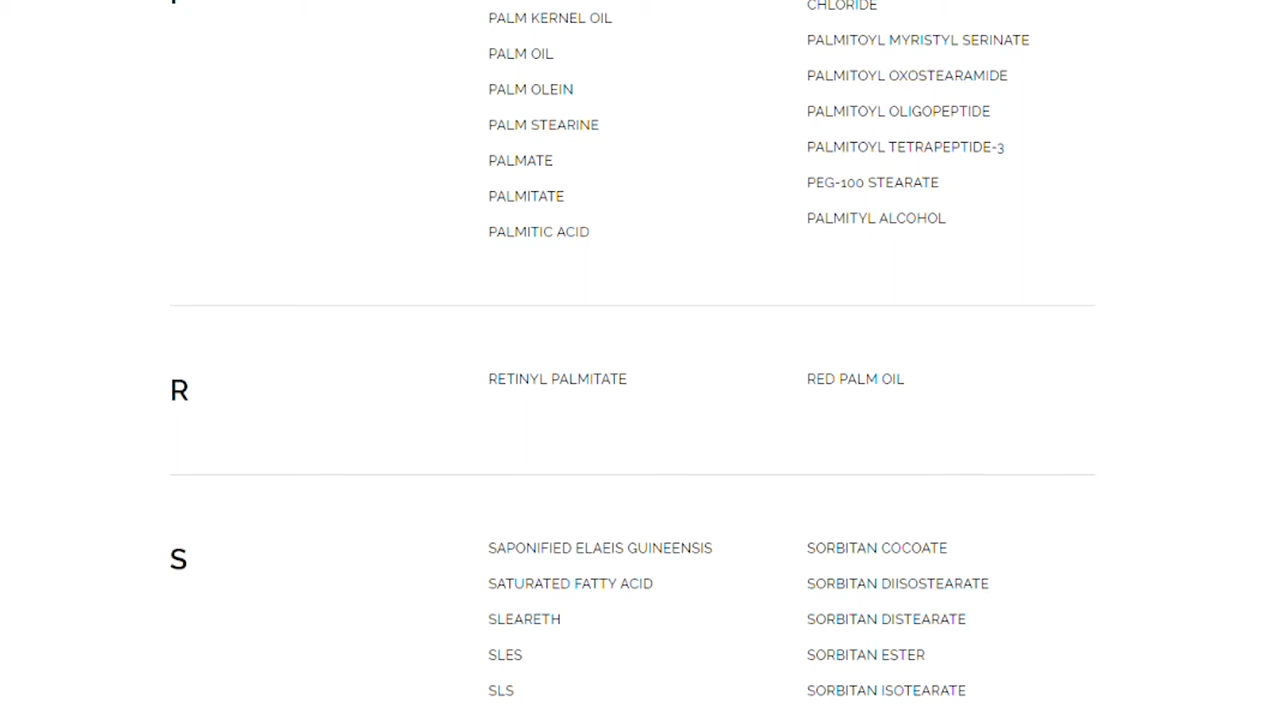 PALM KERNEL OIL
PALM OIL
PALM OLEIN
PALM STEARINE
PALMATE
PALMITATE
PALMITIC ACID
CHLORIDE
PALMITOYL MYRISTYL SERINATE
PALMITOYL OXOSTEARAMIDE
PALMITOYL OLIGOPEPTIDE
PALMITOYL TETRAPEPTIDE-3
PEG-100 STEARATE
PALMITYL ALCOHOL
R
RETINYL PALMITATE
RED PALM OIL
S
SAPONIFIED ELAEIS GUINEENSIS
SATURATED FATTY ACID
SLEARETH
SLES
SLS
SORBITAN COCOATE
SORBITAN DIISOSTEARATE
SORBITAN DISTEARATE
SORBITAN ESTER
SORBITAN ISOTEARATE